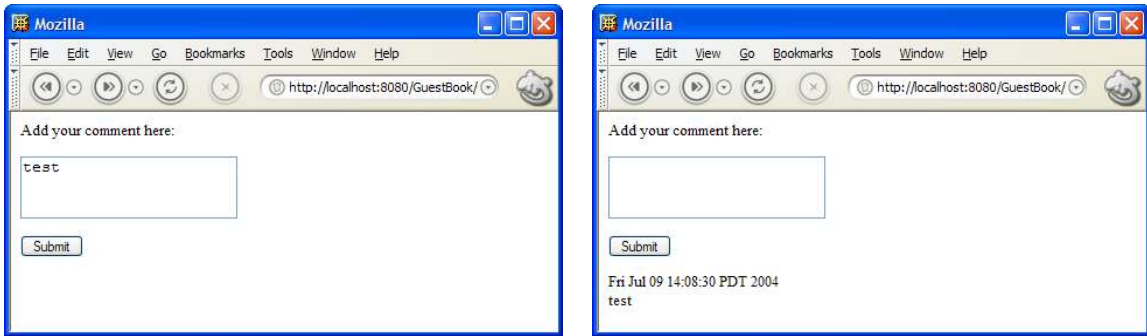 Mozilla
File Edit View Go Bookmarks Tools Window Help
http://localhost:8080/GuestBook/
Add your comment here:
test
Submit
Mozilla
File Edit View Go Bookmarks Tools Window Help
http://localhost:8080/GuestBook/
Add your comment here:
Submit
Fri Jul 09 14:08:30 PDT 2004
test